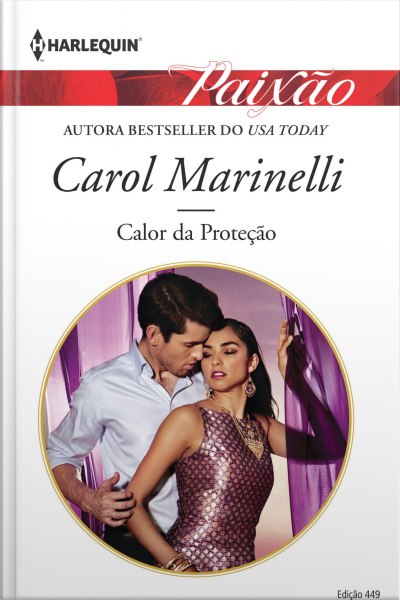 HARLEQUIN®
Paixão
AUTORA BESTSELLER DO USA TODAY
Carol Marinelli
Calor da Proteção
Edição 449